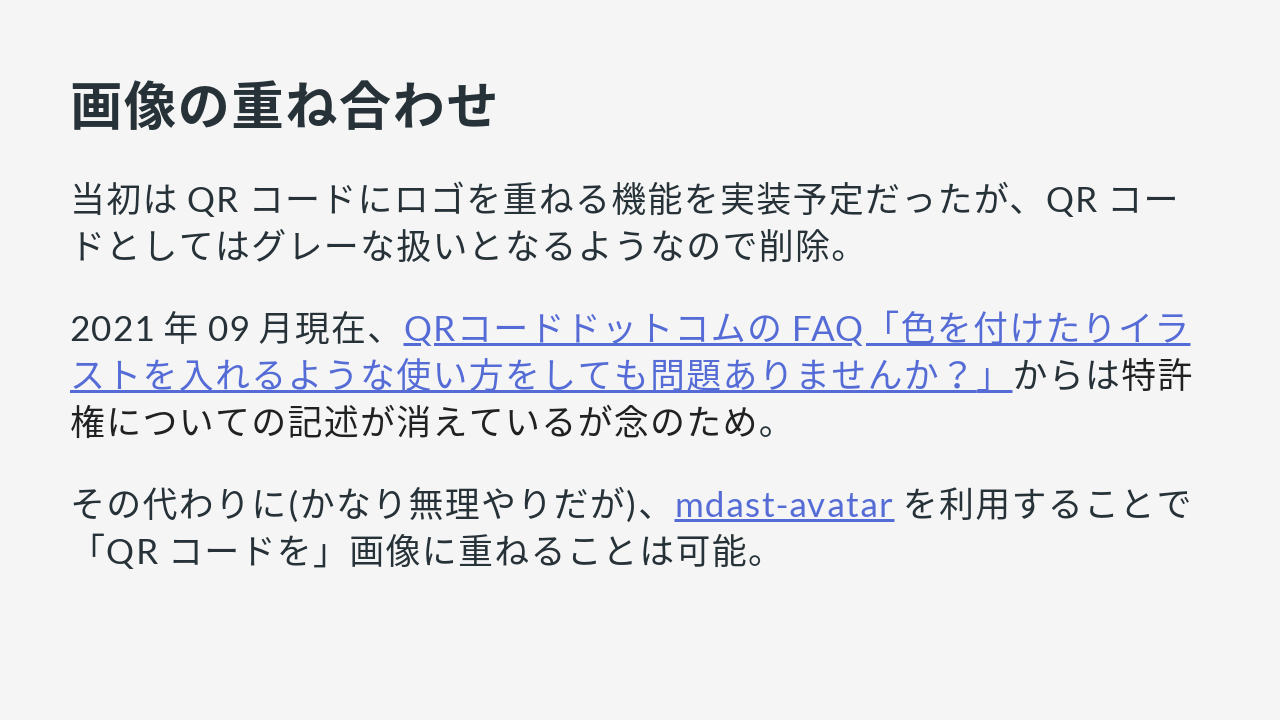 画像の重ね合わせ
当初は QR コードにロゴを重ねる機能を実装予定だったが、QR コー
ドとしてはグレーな扱いとなるようなので削除。
2021 年 09 月現在、QRコードドットコムの FAQ「色を付けたりイラ
ストを入れるような使い方をしても問題ありませんか？」からは特許
権についての記述が消えているが念のため。
その代わりに(かなり無理やりだが)、mdast-avatar を利用することで
「QR コードを」画像に重ねることは可能。